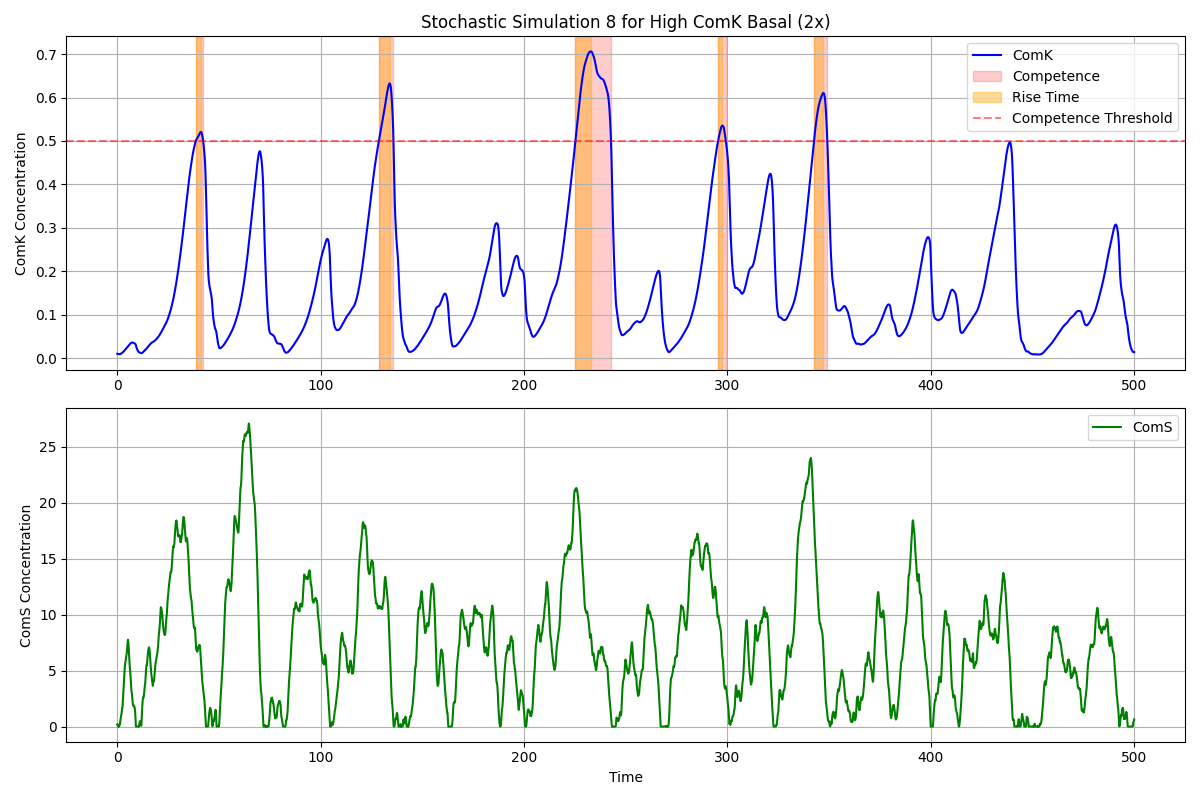 Stochastic Simulation 8 for High ComK Basal (2x)
ComK Concentration
0.7
0.6
0.5
0.4
0.3
0.2
0.1
0.0
ComK
Competence
Rise Time
Competence Threshold
0 100 200 300 400 500
ComS Concentration
25
20
15
10
5
0
ComS
0 100 200 300 400 500
Time